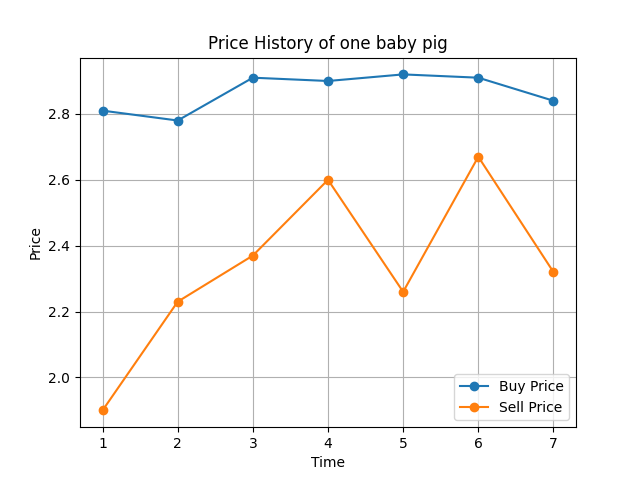 Price History of one baby pig
Price
2.8
2.6
2.4
2.2
2.0
1 2 3 4 5 6 7
Time
Buy Price
Sell Price